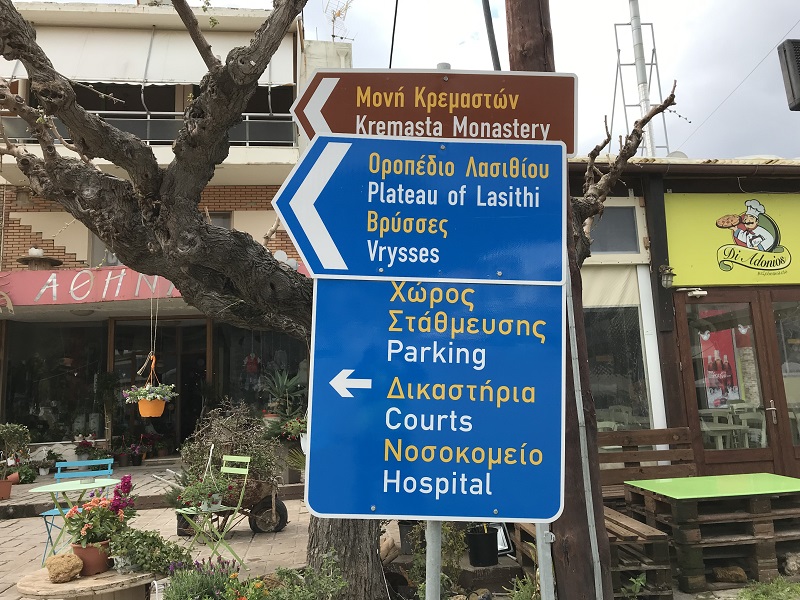 Μονή Κρεμαστών
Kremasta Monastery
Οροπέδιο Λασιθίου
Plateau of Lasithi
Βρύσσες
Vrysses
Χώρος
Στάθμευσης
Parking
Δικαστήρια
Courts
Νοσοκομείο
Hospital
ΑΘΗΝ
Di Adonios